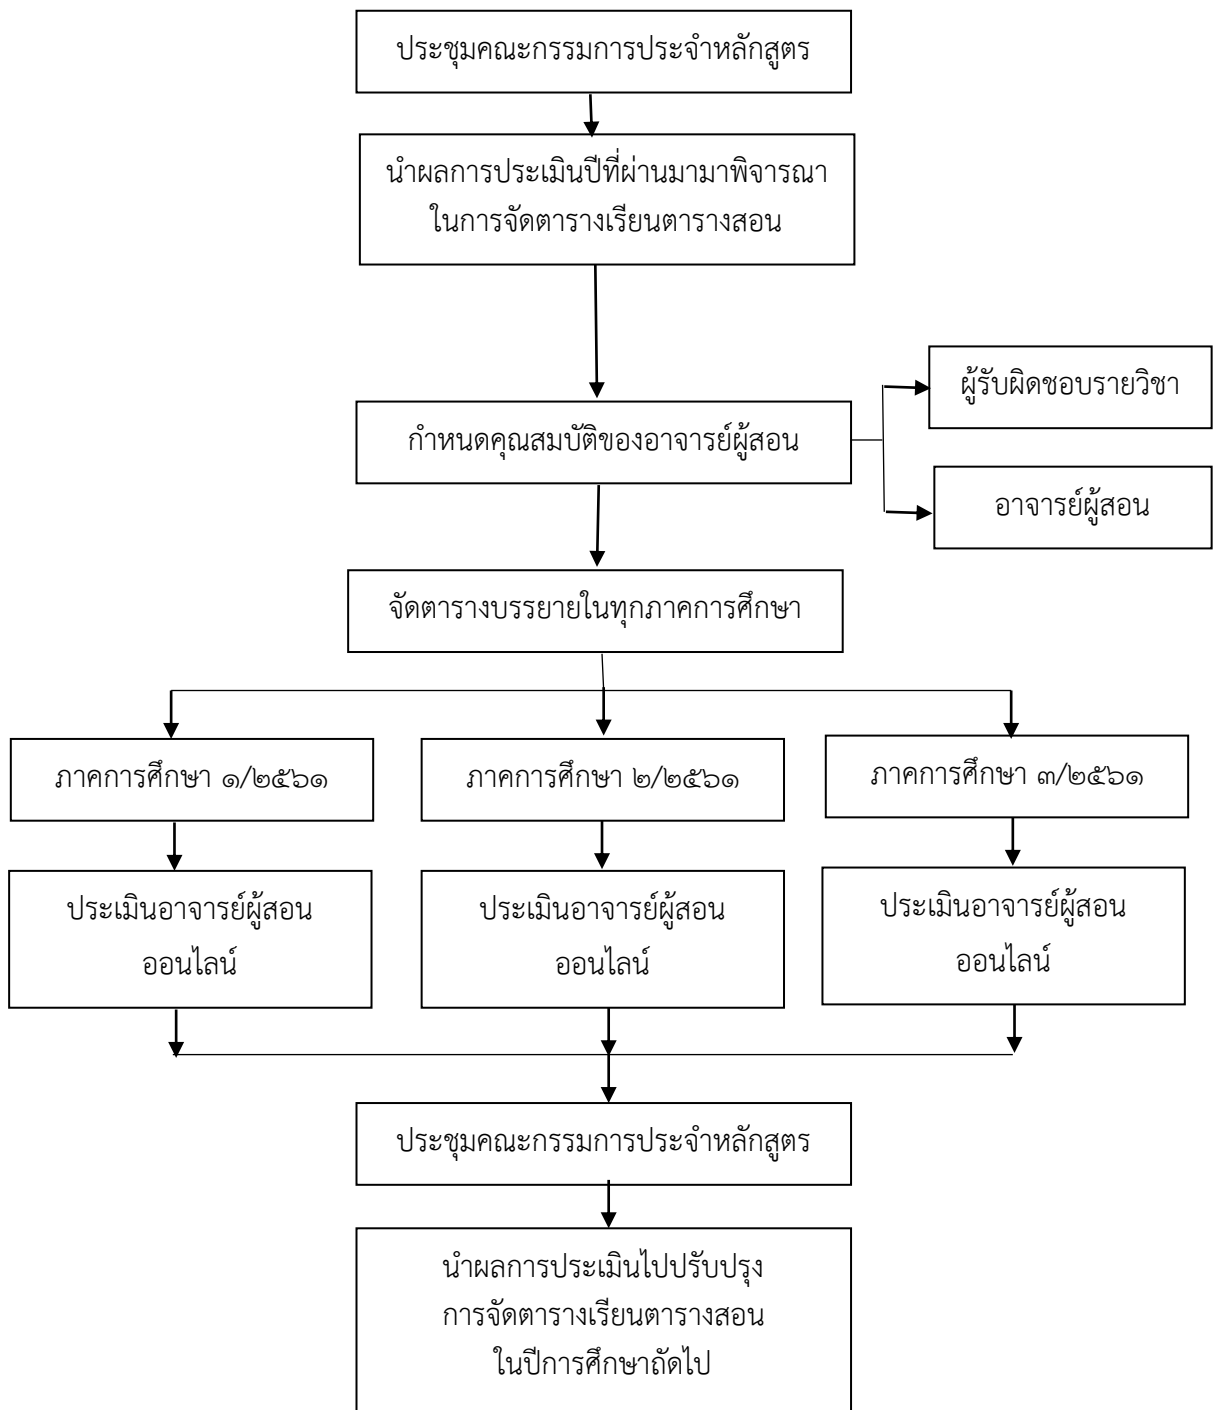 ประชุมคณะกรรมการประจำหลักสูตร
นำผลการประเมินปีที่ผ่านมามาพิจารณา
ในการจัดตารางเรียนตารางสอน
ผู้รับผิดชอบรายวิชา
กำหนดคุณสมบัติของอาจารย์ผู้สอน
อาจารย์ผู้สอน
จัดตารางบรรยายในทุกภาคการศึกษา
ภาคการศึกษา ๑/๒๕๖๑
ภาคการศึกษา ๒/๒๕๖๑
ภาคการศึกษา ๓/๒๕๖๑
ประเมินอาจารย์ผู้สอน
ออนไลน์
ประเมินอาจารย์ผู้สอน
ออนไลน์
ประเมินอาจารย์ผู้สอน
ออนไลน์
ประชุมคณะกรรมการประจำหลักสูตร
นำผลการประเมินไปปรับปรุง
การจัดตารางเรียนตารางสอน
ในปีการศึกษาถัดไป